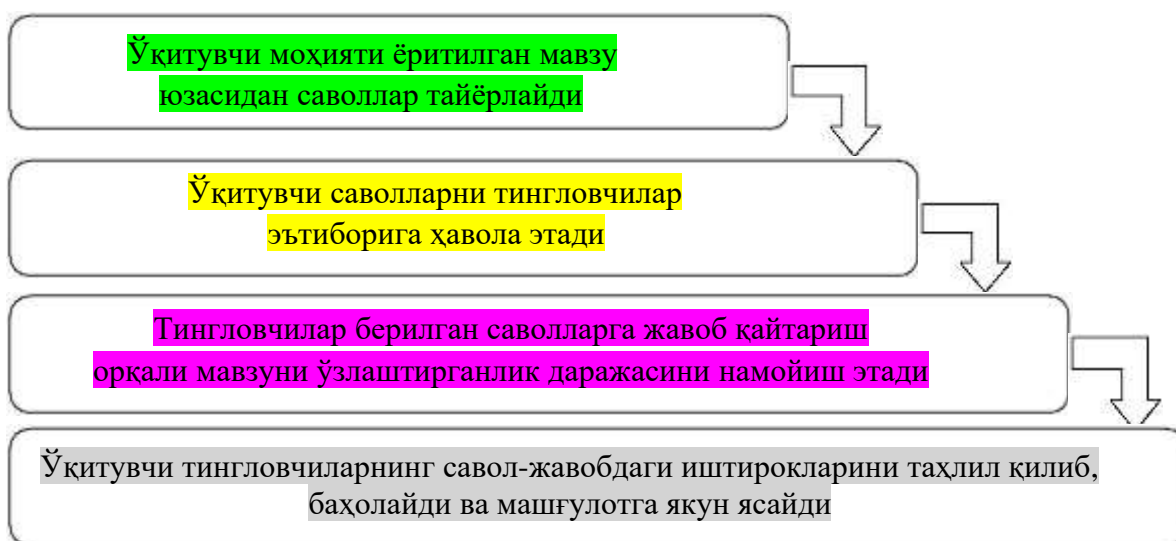 Ўқитувчи моҳияти ёритилган мавзу
юзасидан саволлар тайёрлайди
Ўқитувчи саволларни тингловчилар
эътиборига ҳавола этади
Тингловчилар берилган саволларга жавоб қайтариш
орқали мавзуни ўзлаштирганлик даражасини намойиш этади
Ўқитувчи тингловчиларнинг савол-жавобдаги иштирокларини таҳлил қилиб,
баҳолайди ва машғулотга якун ясайди